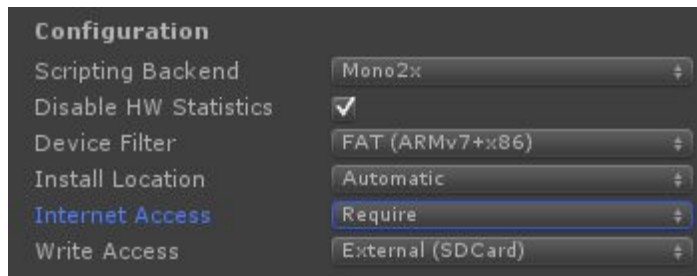 Configuration
Scripting Backend Mono2x
Disable HW Statistics
Device Filter FAT (ARMv7+x86)
Install Location Automatic
Internet Access Require
Write Access External (SDCard)